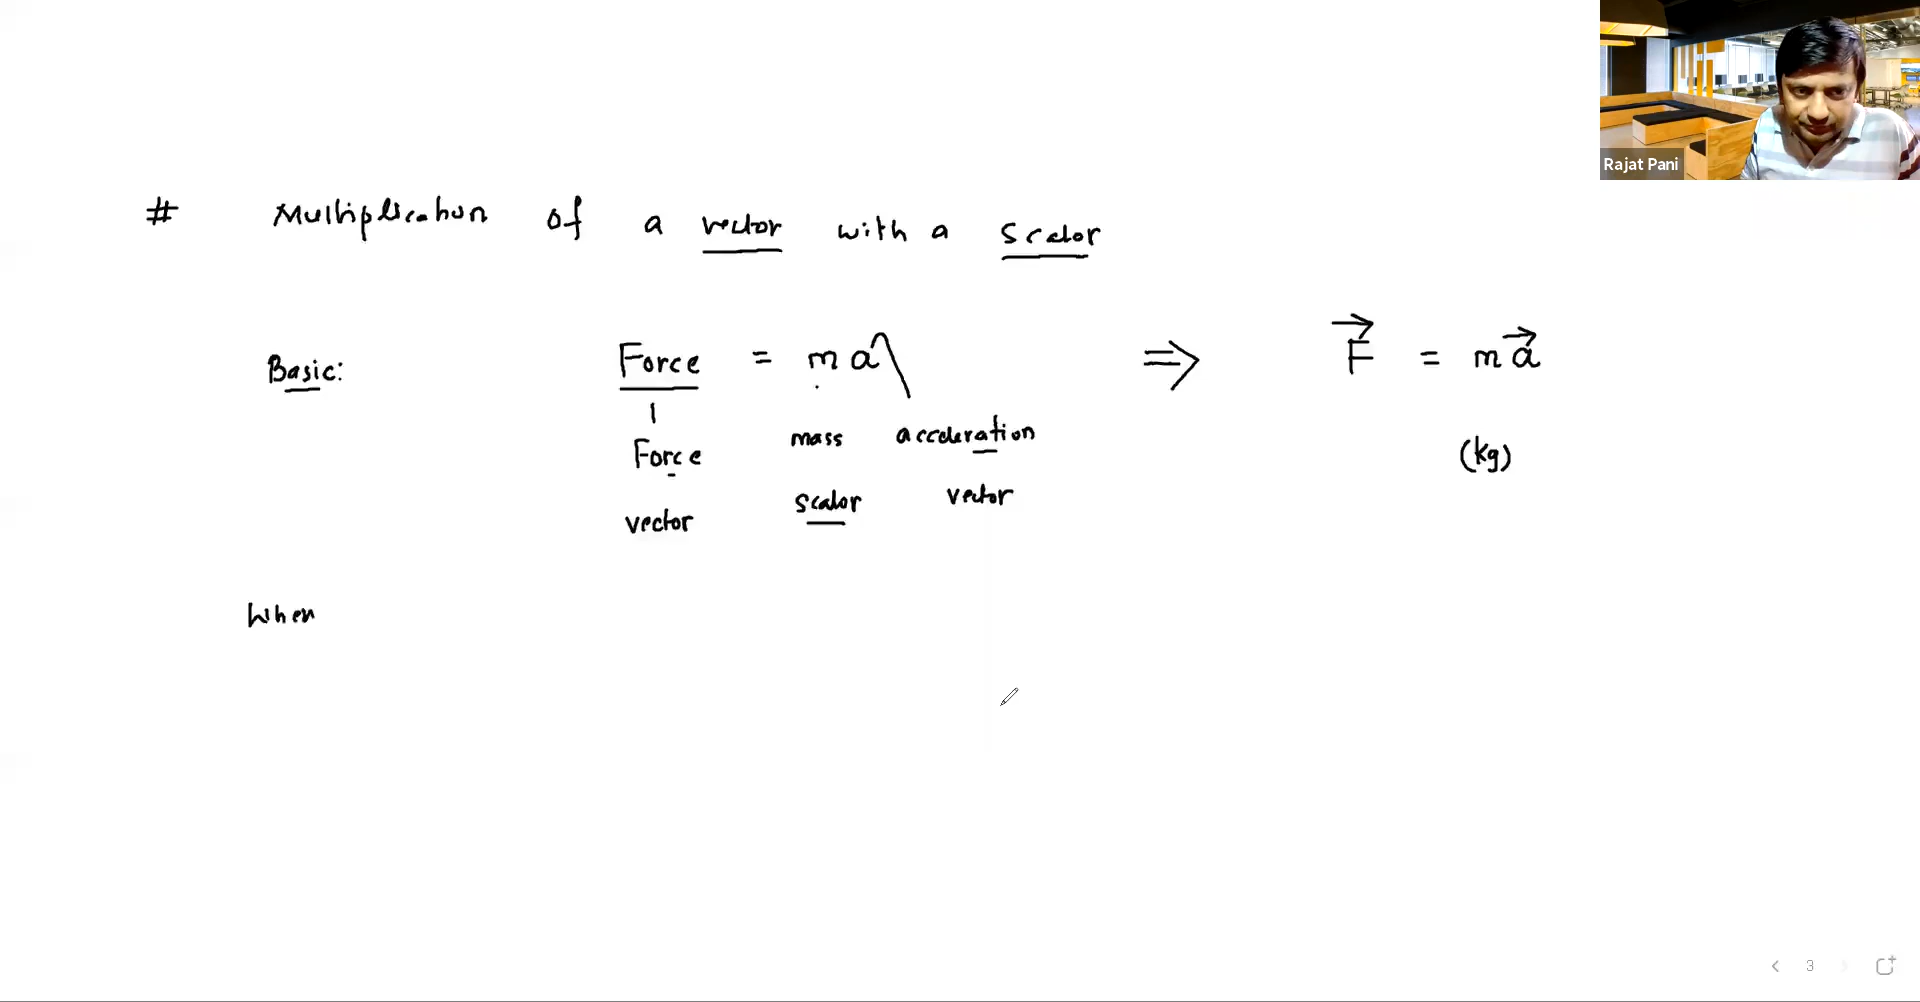 Rajat Pani
# Multiplication of a vector with a Scalor
Basic: Force = ma ⇒ F⃗ = ma⃗
Force mass acceleration (kg)
vector scalor vector
When
3